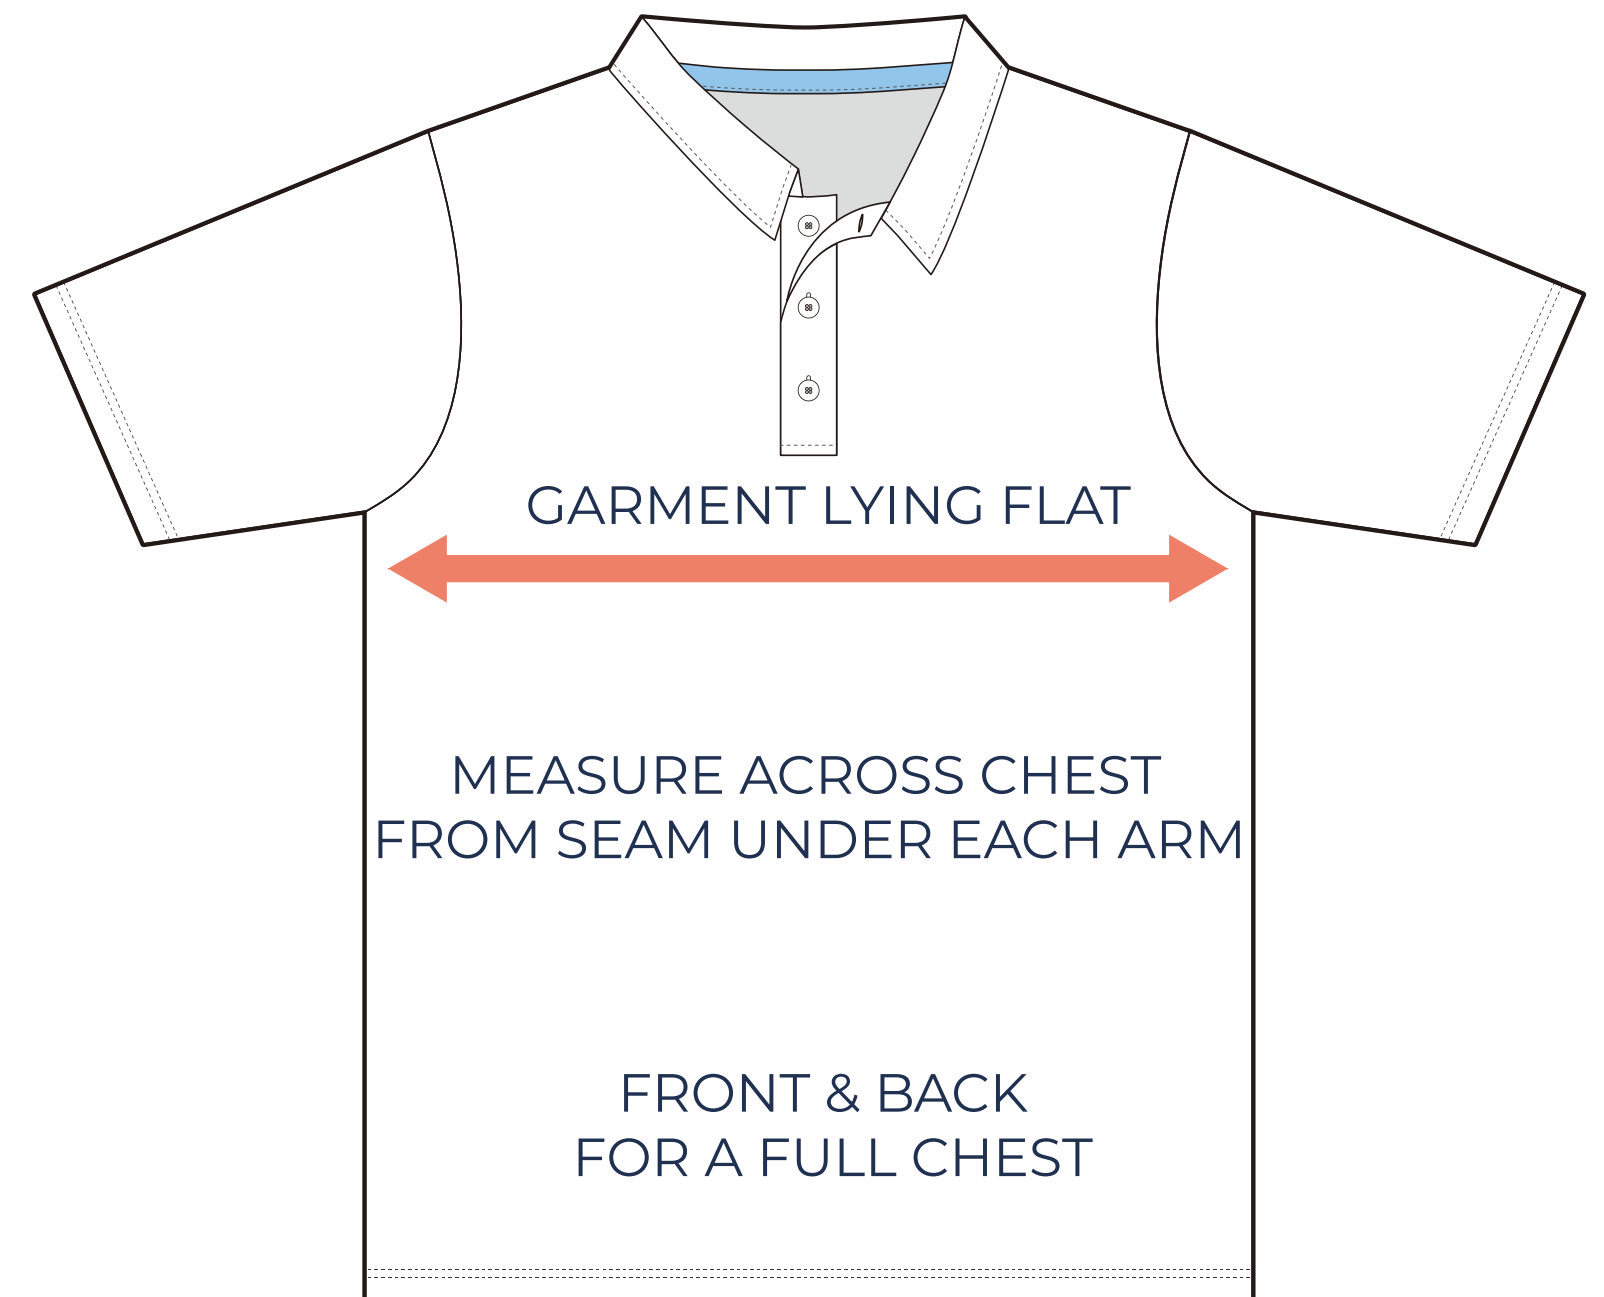 GARMENT LYING FLAT
MEASURE ACROSS CHEST
FROM SEAM UNDER EACH ARM
FRONT & BACK
FOR A FULL CHEST